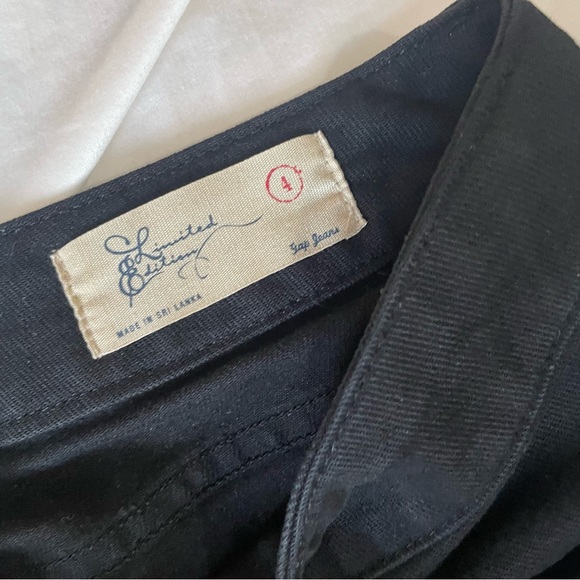 4
Limited
Edition
Gap Jeans
MADE IN SRI LANKA